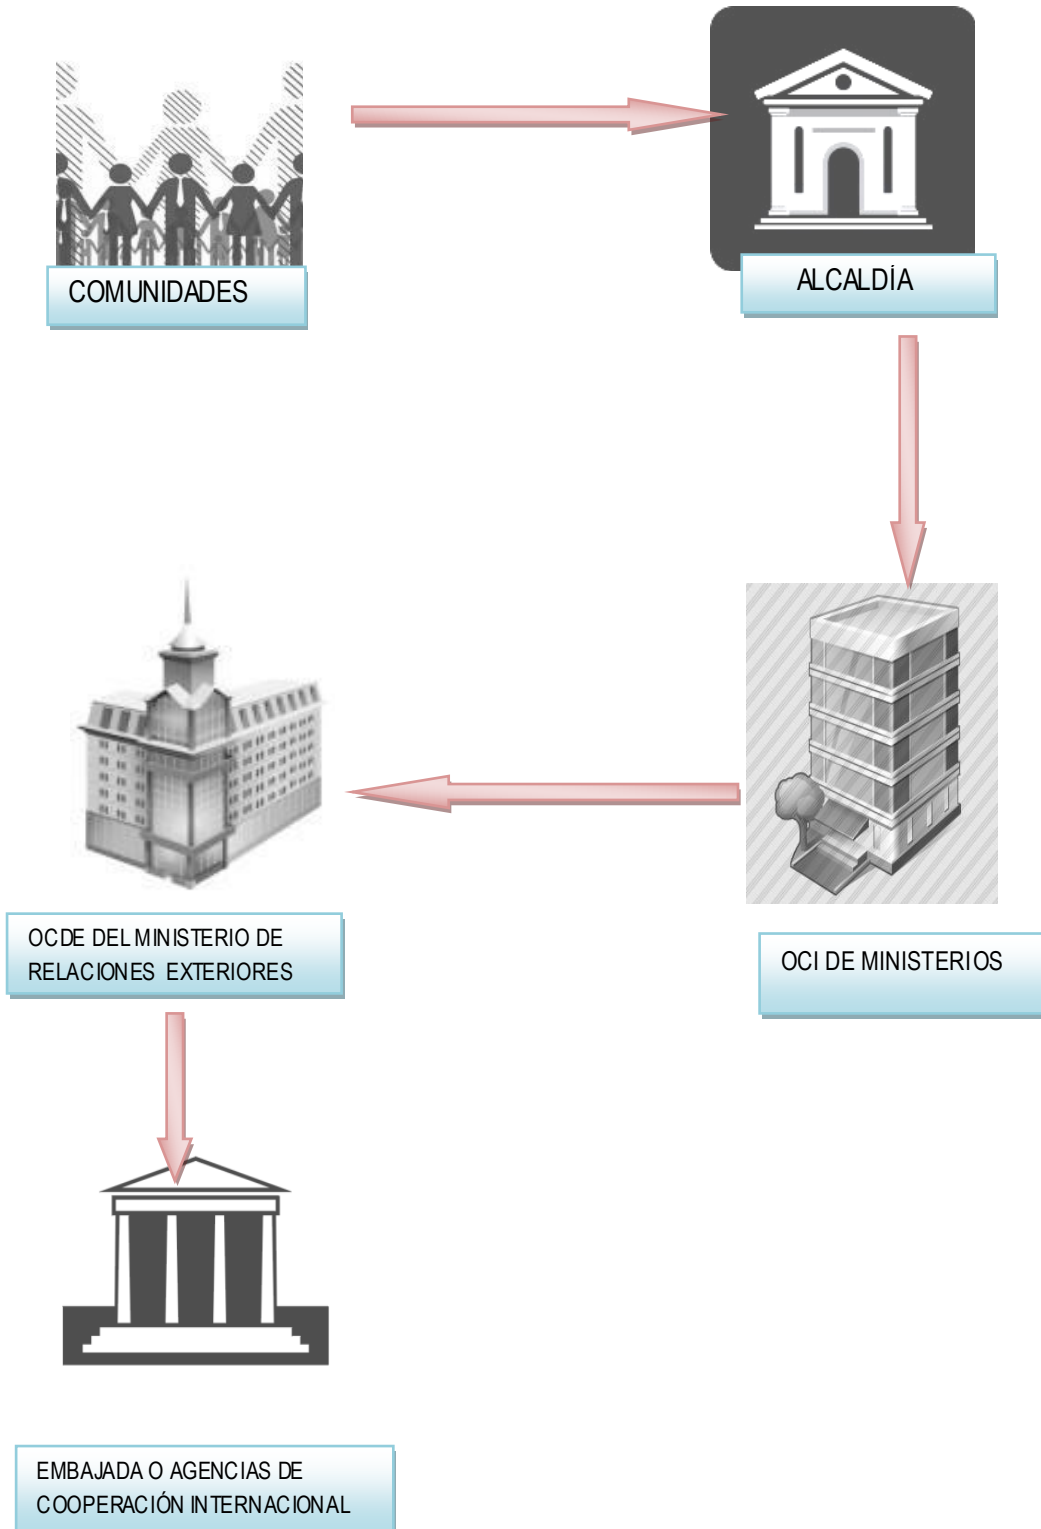 COMUNIDADES
ALCALDÍA
OCI DE MINISTERIOS
OCDE DEL MINISTERIO DE
RELACIONES EXTERIORES
EMBAJADA O AGENCIAS DE
COOPERACIÓN INTERNACIONAL